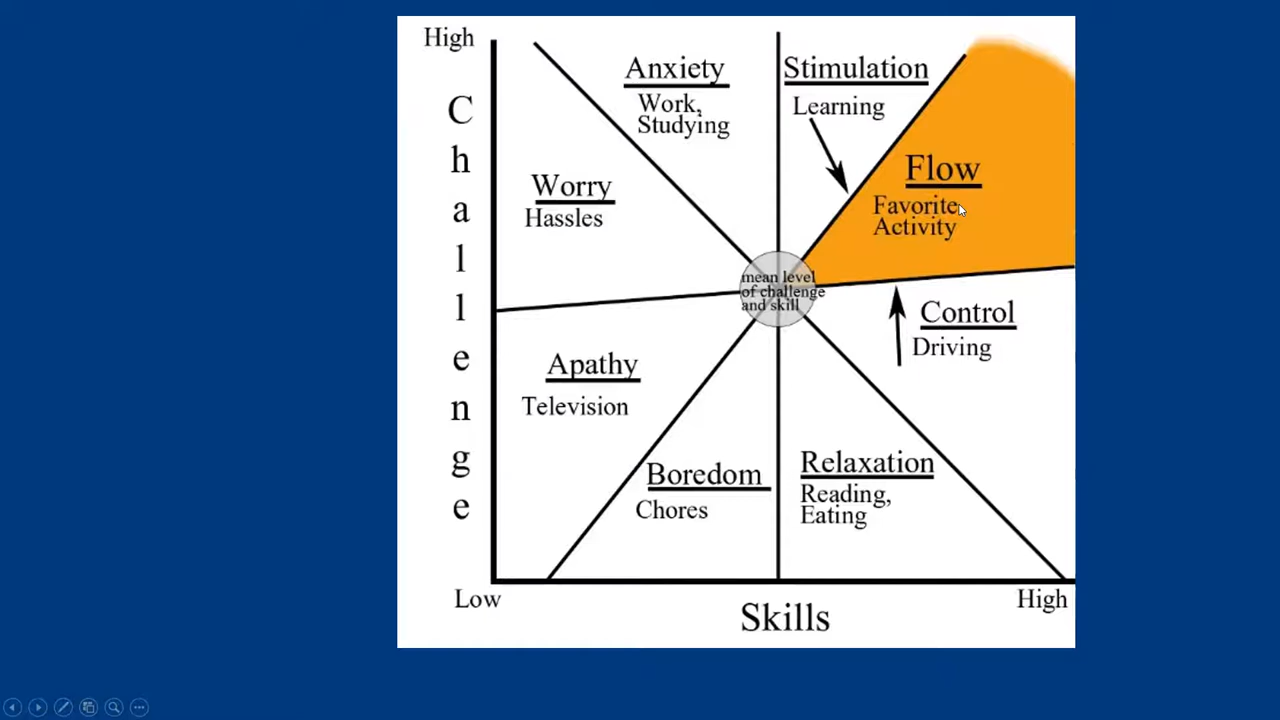 High
Challenge
Anxiety
Work,
Studying
Stimulation
Learning
Worry
Hassles
Flow
Favorite
Activity
mean level
of challenge
and skill
Control
Driving
Apathy
Television
Boredom
Chores
Relaxation
Reading,
Eating
Low
High
Skills